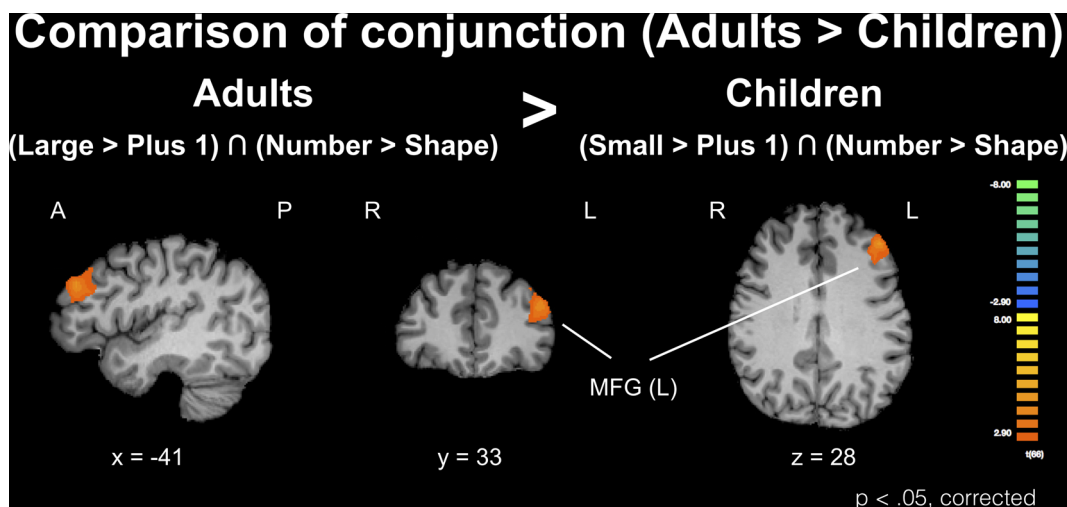 Comparison of conjunction (Adults > Children)
Adults > Children
(Large > Plus 1) ∩ (Number > Shape) (Small > Plus 1) ∩ (Number > Shape)
A P R L R L
-8.00
-2.90
8.00
MFG (L)
2.90
t(66)
x = -41 y = 33 z = 28
p < .05, corrected